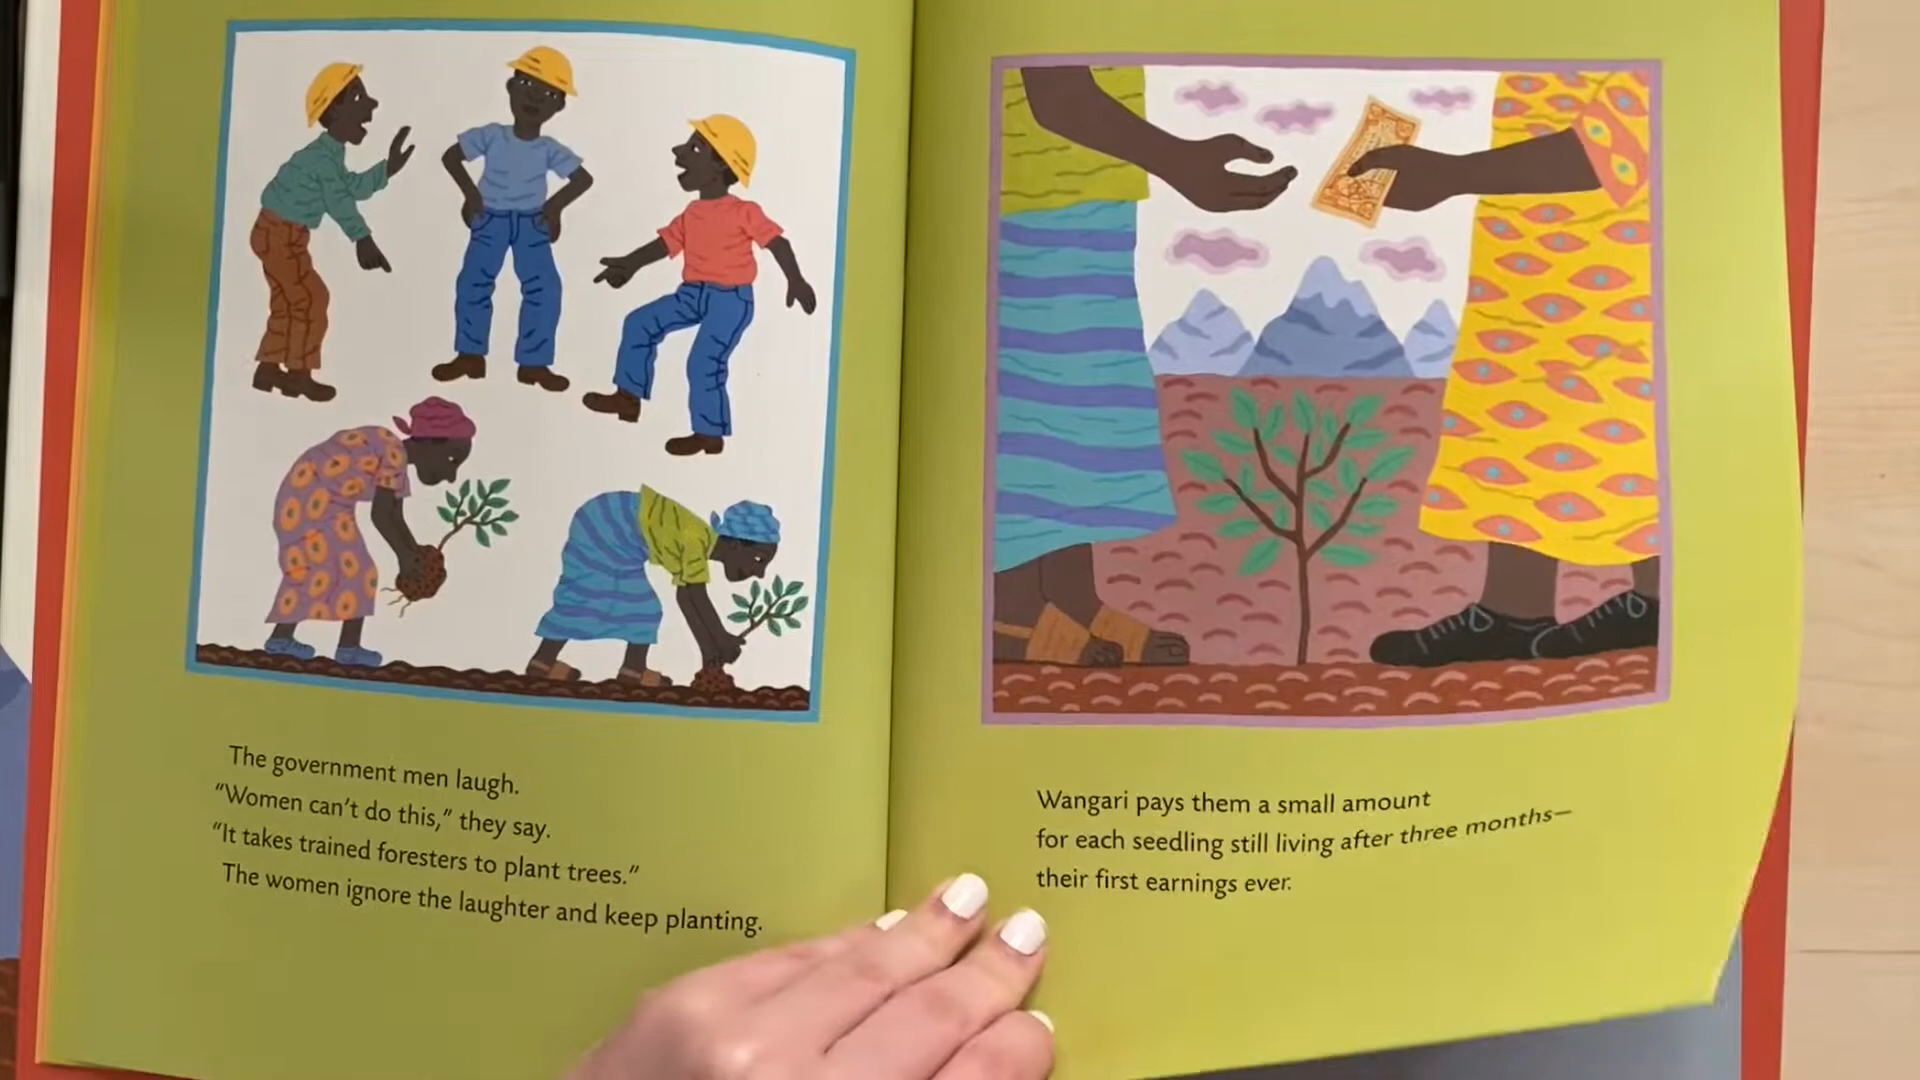 The government men laugh.
“Women can’t do this,” they say.
“It takes trained foresters to plant trees.”
The women ignore the laughter and keep planting.
Wangari pays them a small amount
for each seedling still living after three months—
their first earnings ever.